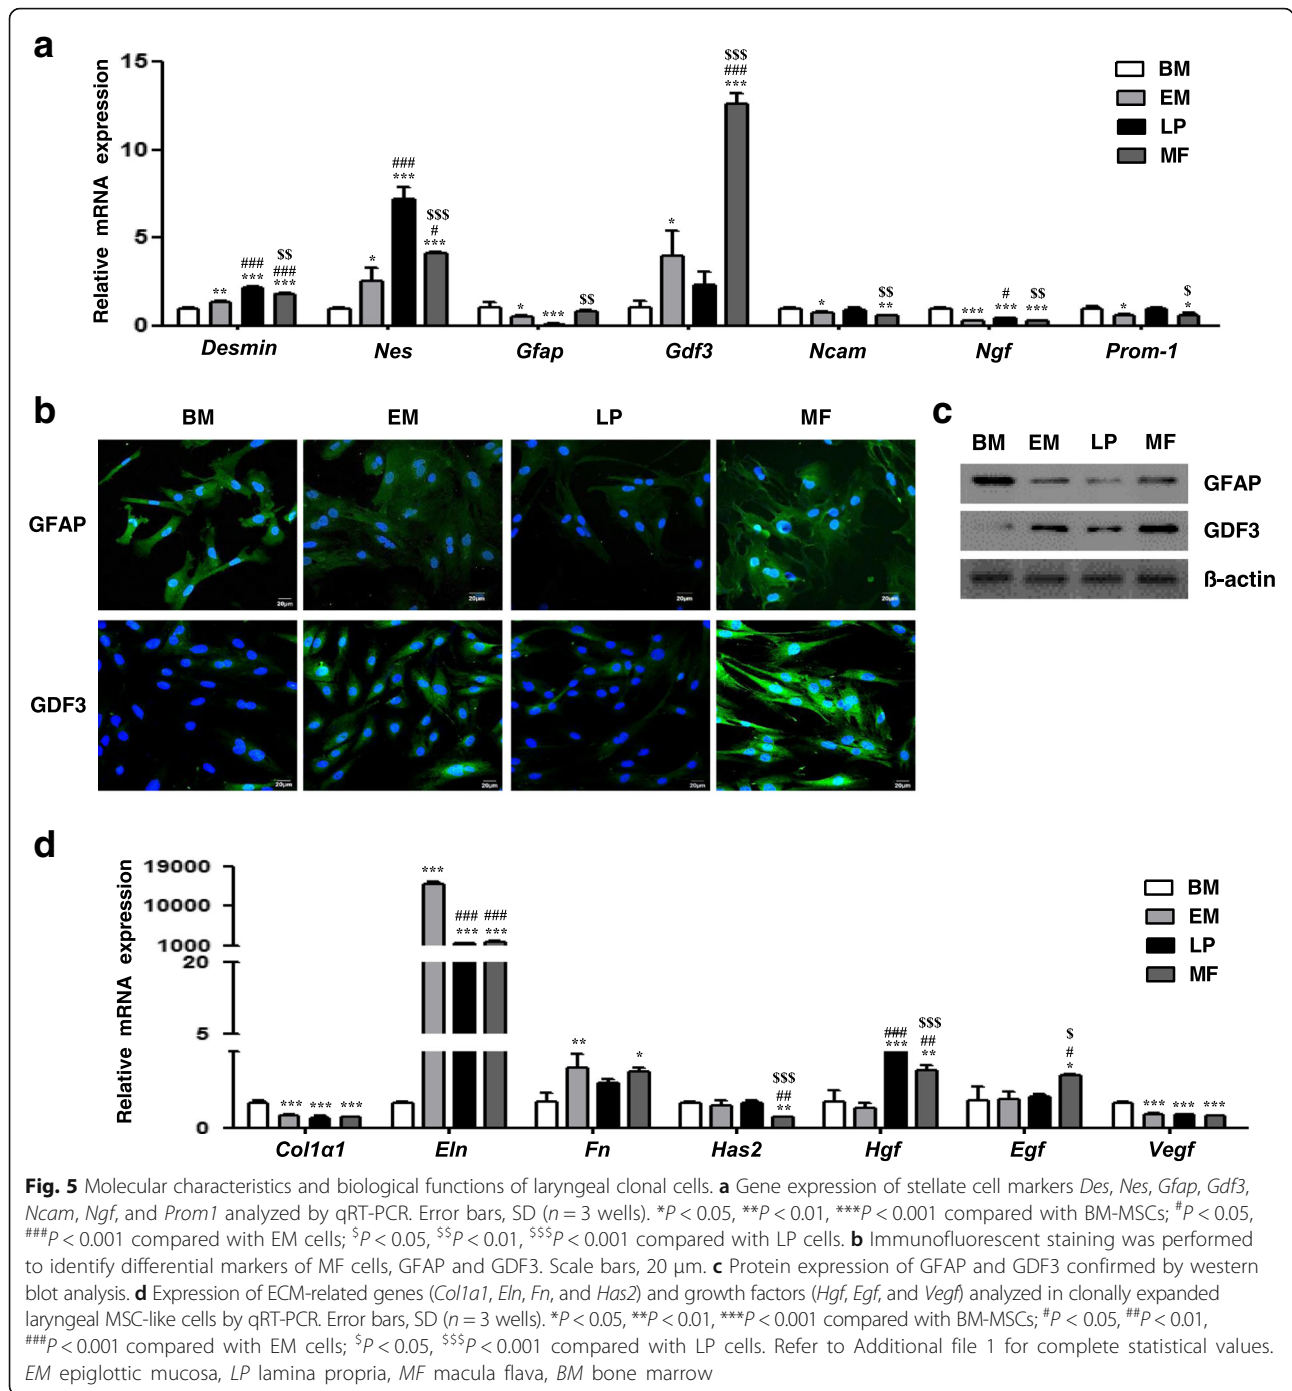 a
Relative mRNA expression
15
10
5
0
$$$
###
***
###
***
$$$
#
***
*
*
###
***
$$
###
***
**
*
***
$$
*
$$
**
***
#
***
$$
***
*
$
*
BM
EM
LP
MF
Desmin Nes Gfap Gdf3 Ncam Ngf Prom-1
b
BM EM LP MF
GFAP
20μm 20μm 20μm 20μm
GDF3
20μm 20μm 20μm 20μm
c
BM EM LP MF
GFAP
GDF3
ß-actin
d
Relative mRNA expression
19000
10000
1000
20
5
0
*** *** ***
***
###
***
###
***
**
*
$$$
##
**
###
***
$$$
##
**
$
#
*
*** *** ***
BM
EM
LP
MF
Col1α1 Eln Fn Has2 Hgf Egf Vegf
Fig. 5 Molecular characteristics and biological functions of laryngeal clonal cells. a Gene expression of stellate cell markers Des, Nes, Gfap, Gdf3,
Ncam, Ngf, and Prom1 analyzed by qRT-PCR. Error bars, SD (n = 3 wells). *P < 0.05, **P < 0.01, ***P < 0.001 compared with BM-MSCs; #P < 0.05,
###P < 0.001 compared with EM cells; $P < 0.05, $$P < 0.01, $$$P < 0.001 compared with LP cells. b Immunofluorescent staining was performed
to identify differential markers of MF cells, GFAP and GDF3. Scale bars, 20 μm. c Protein expression of GFAP and GDF3 confirmed by western
blot analysis. d Expression of ECM-related genes (Col1a1, Eln, Fn, and Has2) and growth factors (Hgf, Egf, and Vegf) analyzed in clonally expanded
laryngeal MSC-like cells by qRT-PCR. Error bars, SD (n = 3 wells). *P < 0.05, **P < 0.01, ***P < 0.001 compared with BM-MSCs; #P < 0.05, ##P < 0.01,
###P < 0.001 compared with EM cells; $P < 0.05, $$$P < 0.001 compared with LP cells. Refer to Additional file 1 for complete statistical values.
EM epiglottic mucosa, LP lamina propria, MF macula flava, BM bone marrow